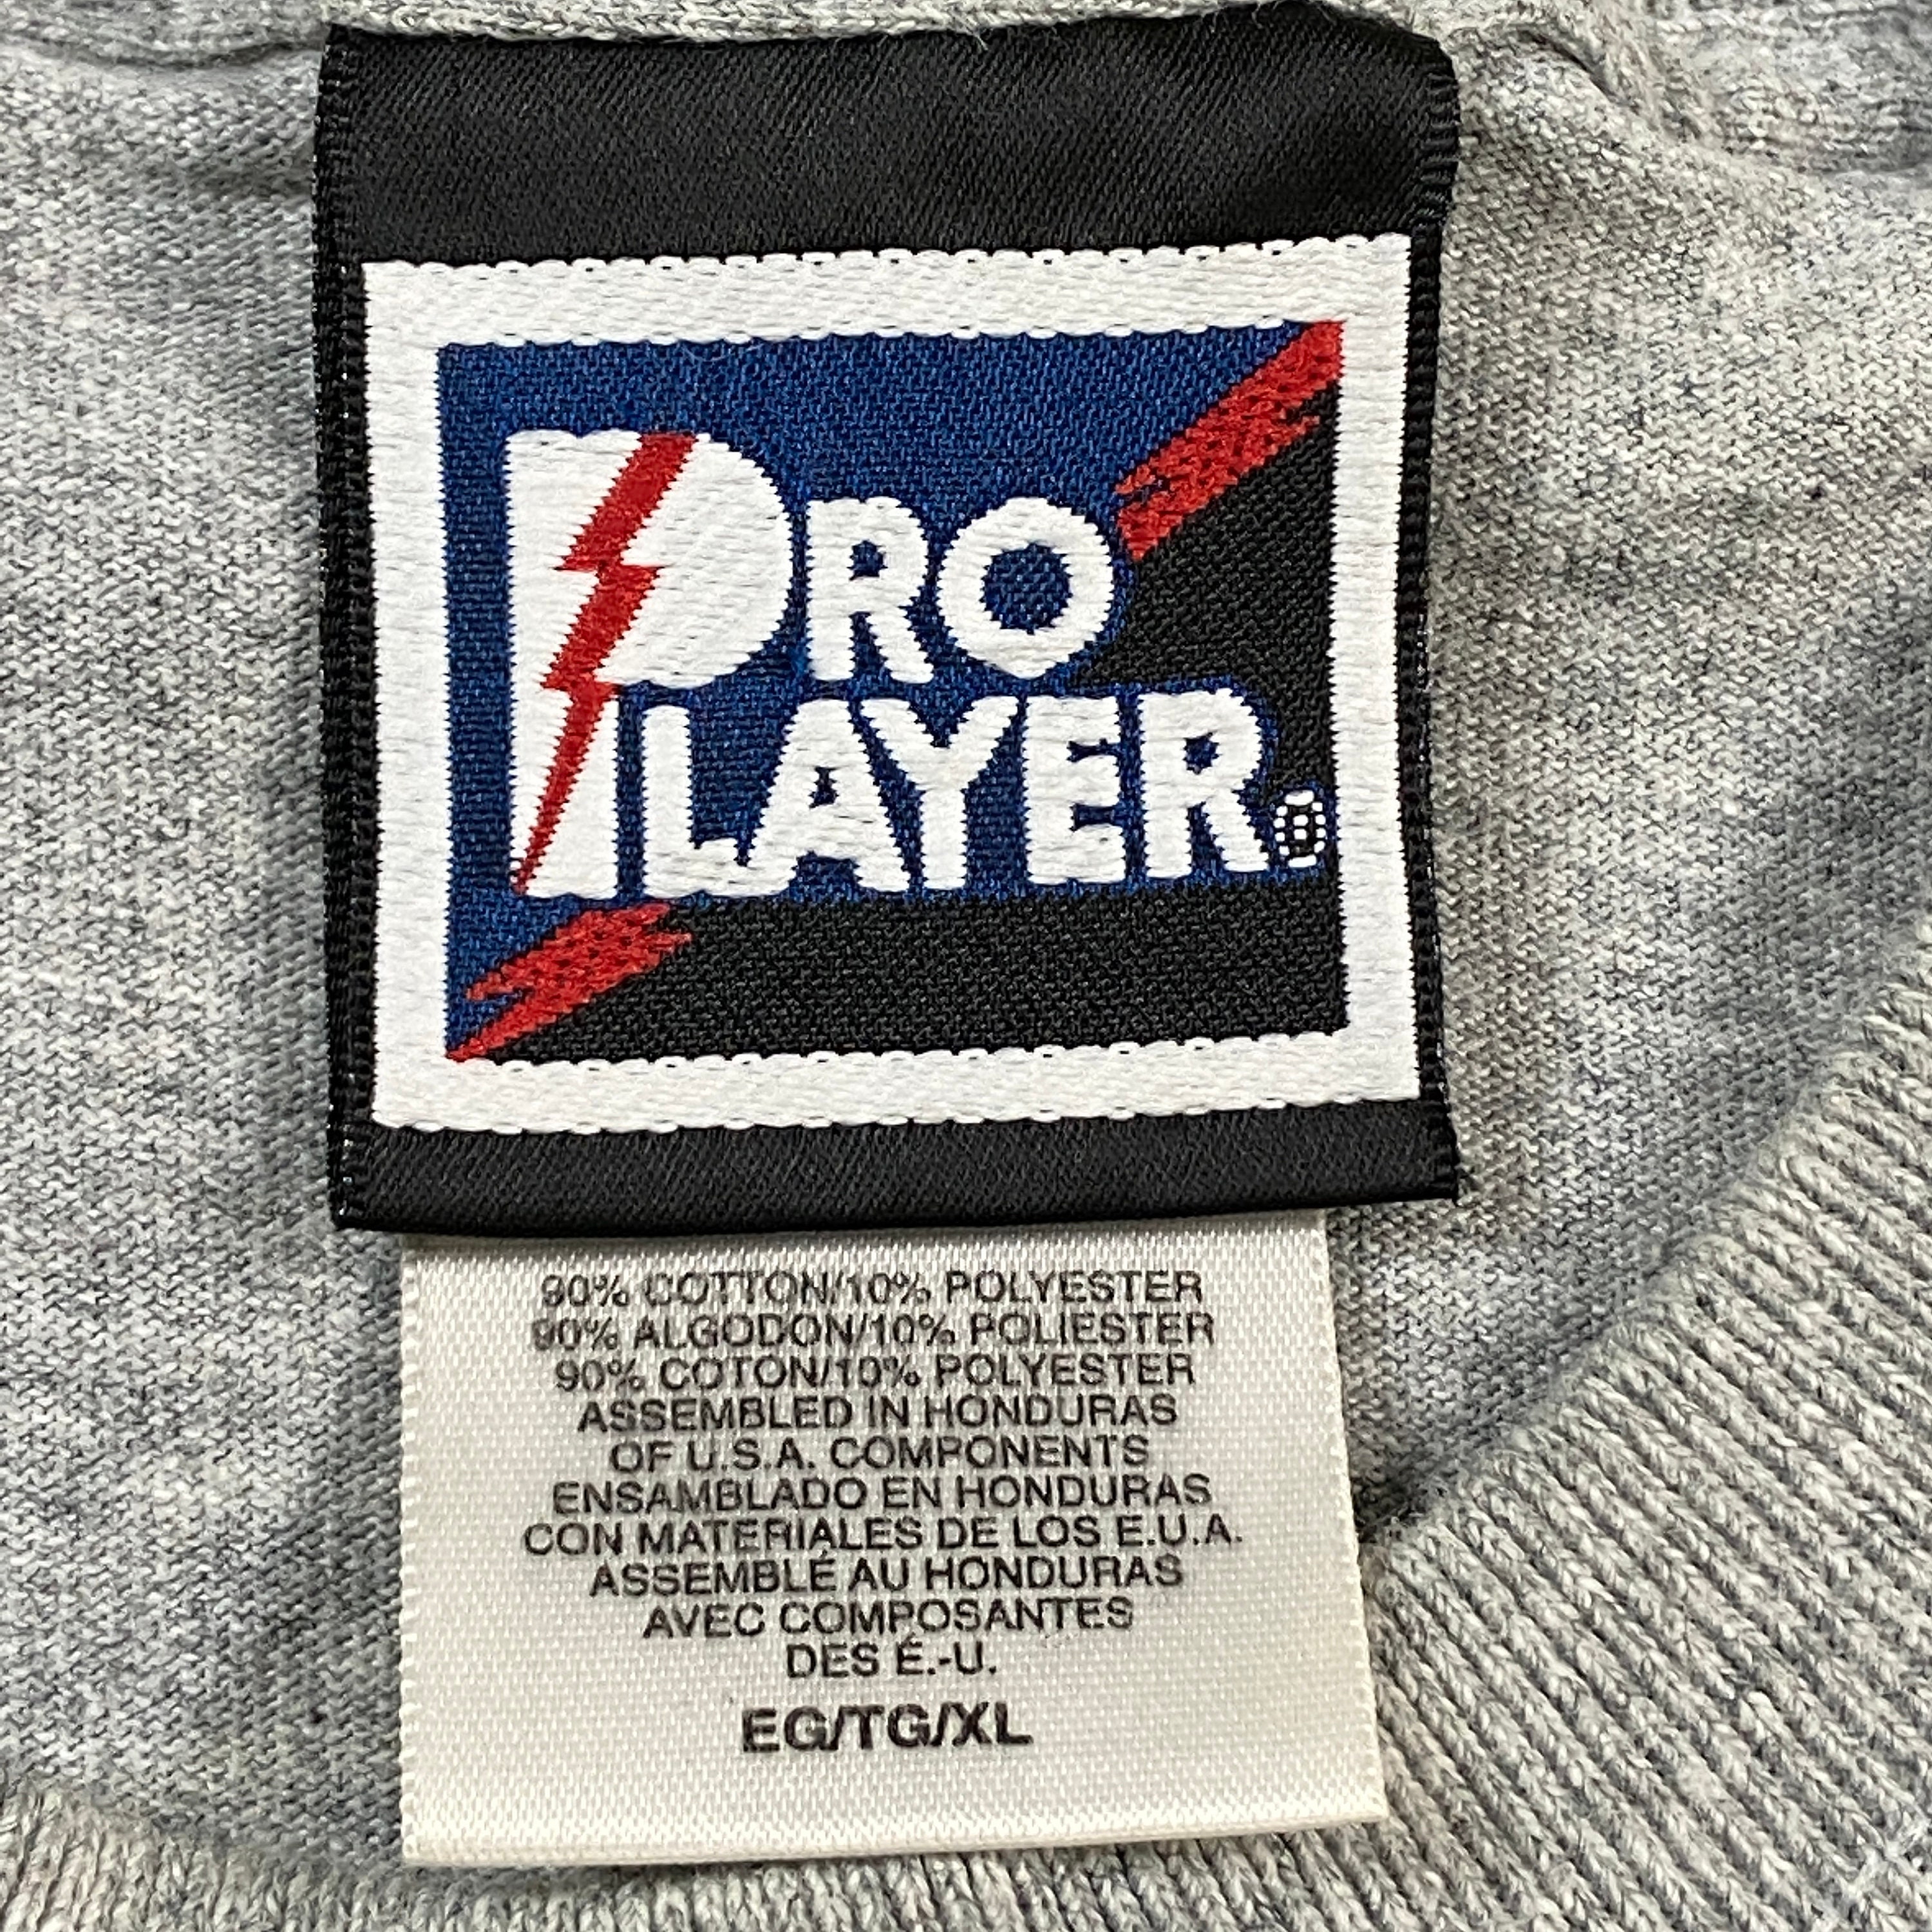 PRO
PLAYER®
90% COTTON/10% POLYESTER
90% ALGODON/10% POLIESTER
90% COTON/10% POLYESTER
ASSEMBLED IN HONDURAS
OF U.S.A. COMPONENTS
ENSAMBLADO EN HONDURAS
CON MATERIALES DE LOS E.U.A.
ASSEMBLÉ AU HONDURAS
AVEC COMPOSANTES
DES É.-U.
EG/TG/XL